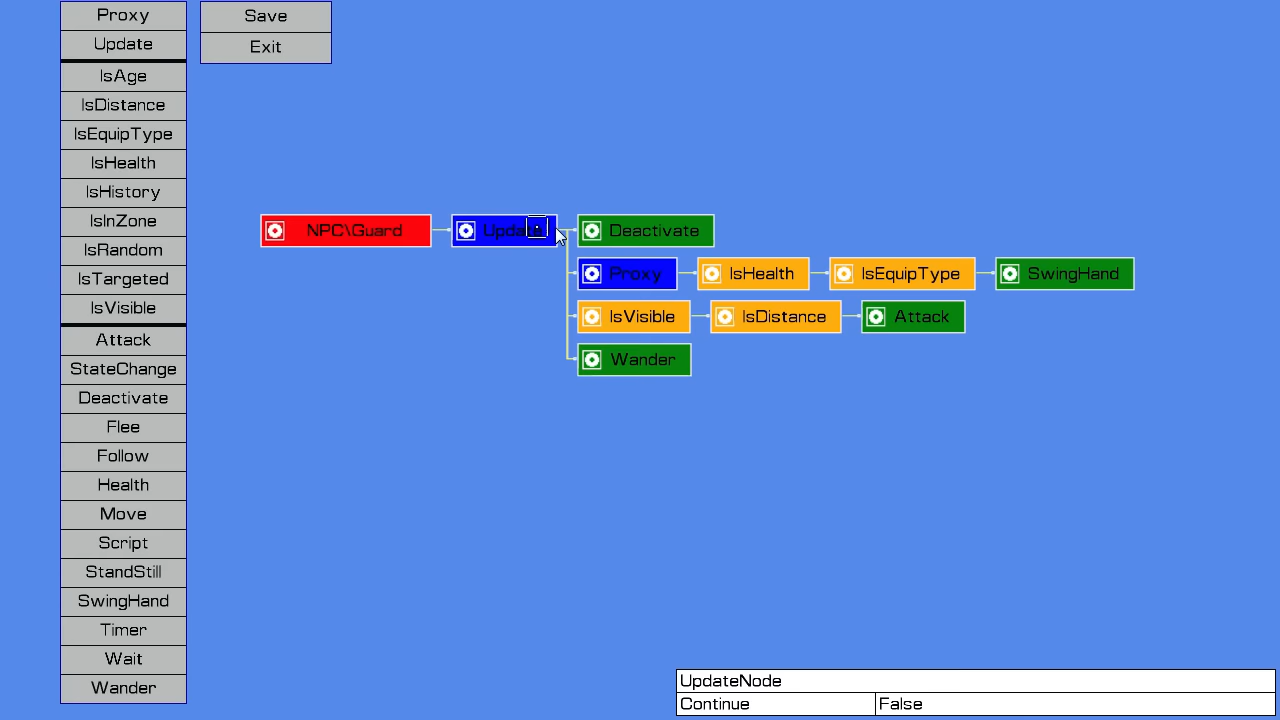 Proxy
Update
IsAge
IsDistance
IsEquipType
IsHealth
IsHistory
IsInZone
IsRandom
IsTargeted
IsVisible
Attack
StateChange
Deactivate
Flee
Follow
Health
Move
Script
StandStill
SwingHand
Timer
Wait
Wander
Save
Exit
NPC\Guard
Update
Deactivate
Proxy
IsHealth
IsEquipType
SwingHand
IsVisible
IsDistance
Attack
Wander
UpdateNode
Continue
False